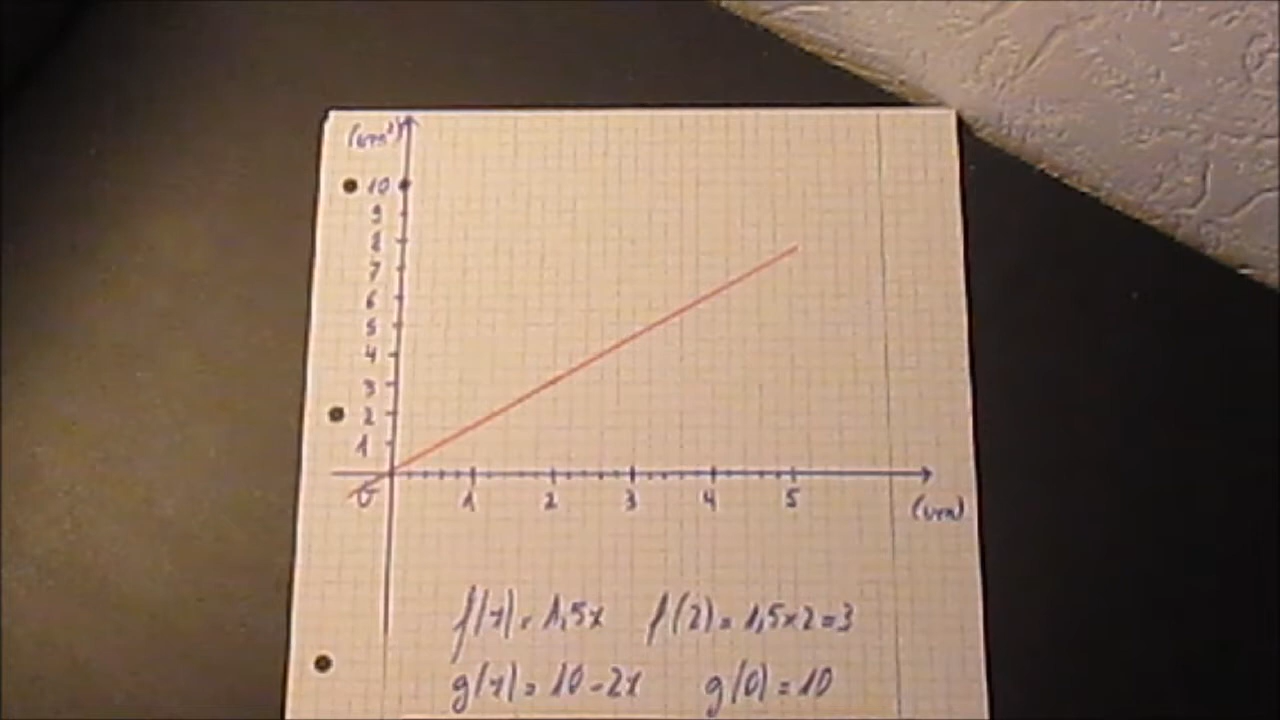 (cm²)
10
9
8
7
6
5
4
3
2
1
0 1 2 3 4 5 (cm)
f(x) = 1,5x f(2) = 1,5×2=3
g(x) = 10-2x g(0) = 10